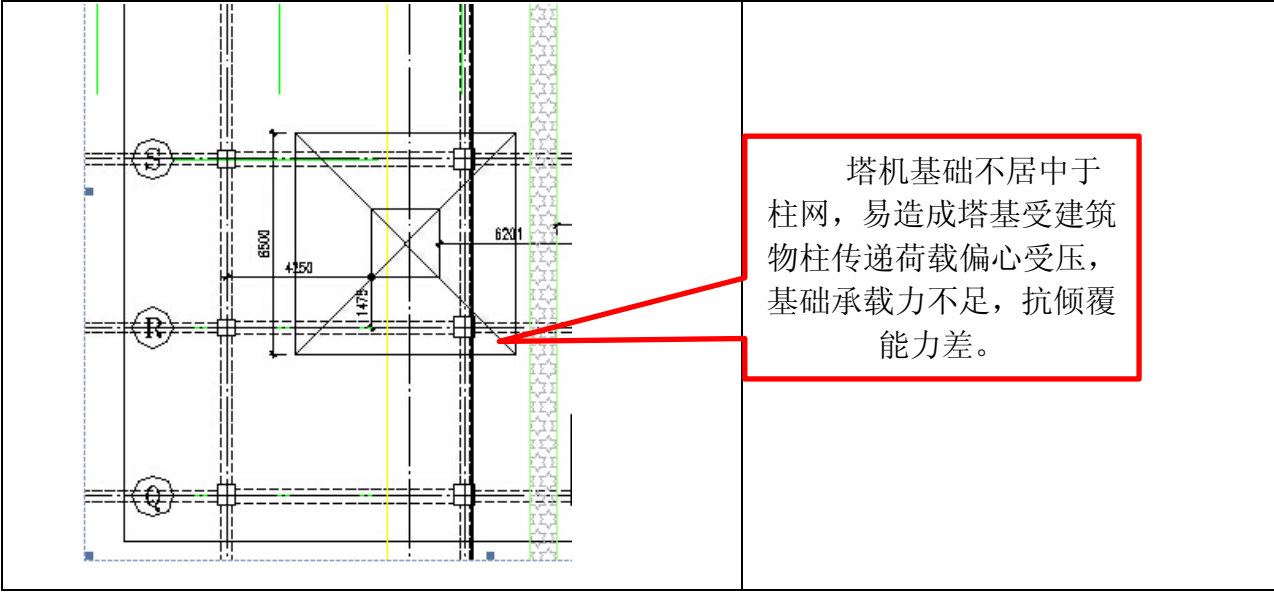 S
6500
4250
6201
1475
R
Q
塔机基础不居中于
柱网，易造成塔基受建筑
物柱传递荷载偏心受压，
基础承载力不足，抗倾覆
能力差。